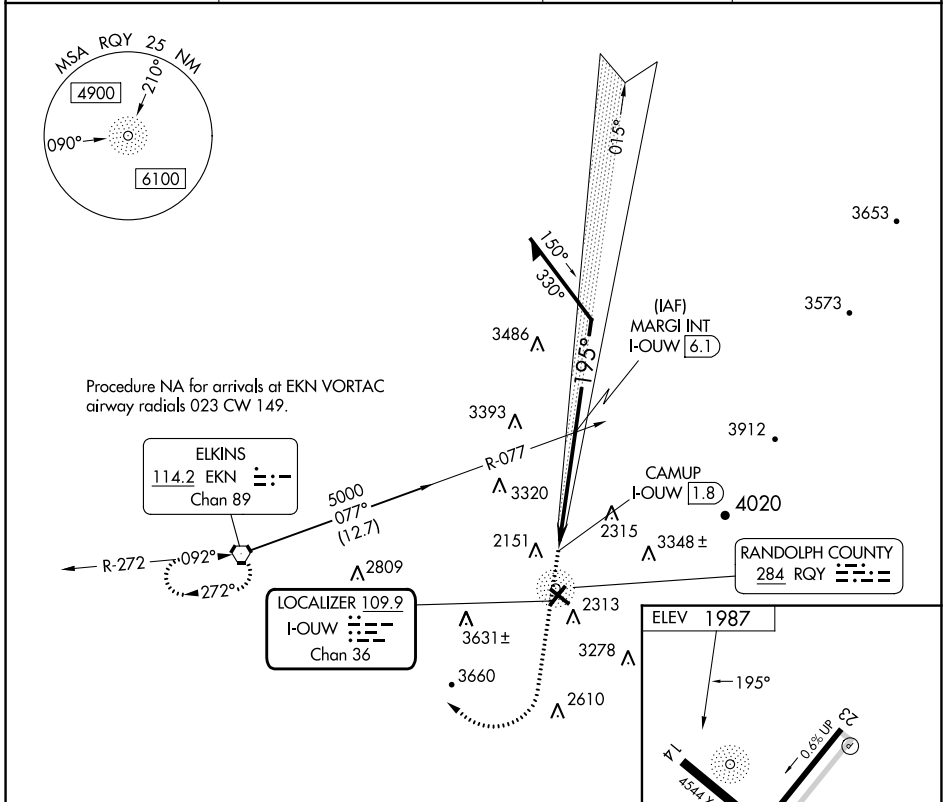 MSA RQY 25 NM
210°
4900
090°
6100
015°
3653
150°
330°
(IAF)
MARGI INT
I-OUW 6.1
3573
3486
195°
Procedure NA for arrivals at EKN VORTAC
airway radials 023 CW 149.
3393
3912
R-077
ELKINS
114.2 EKN
Chan 89
CAMUP
I-OUW 1.8
3320
5000
077°
(12.7)
4020
2315
2151
3348 ±
R-272
092°
272°
2809
RANDOLPH COUNTY
284 RQY
LOCALIZER 109.9
I-OUW
Chan 36
2313
3631±
3278
3660
2610
ELEV 1987
195°
23
0.6% UP
P
14
4544 X